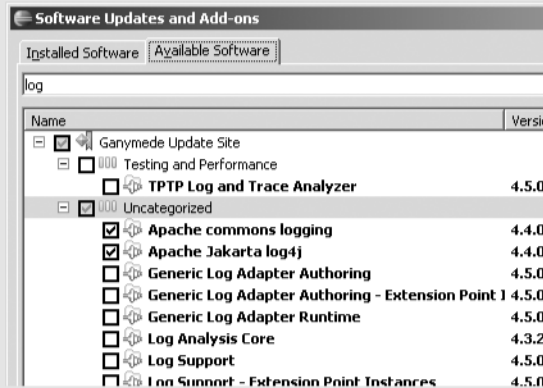 Software Updates and Add-ons
Installed Software Available Software
log
Name Versi
Ganymede Update Site
Testing and Performance
TPTP Log and Trace Analyzer 4.5.0
Uncategorized
Apache commons logging 4.4.0
Apache Jakarta log4j 4.4.0
Generic Log Adapter Authoring 4.5.0
Generic Log Adapter Authoring - Extension Point I 4.5.0
Generic Log Adapter Runtime 4.5.0
Log Analysis Core 4.3.2
Log Support 4.5.0
Log Support - Extension Point Instances 4.5.0